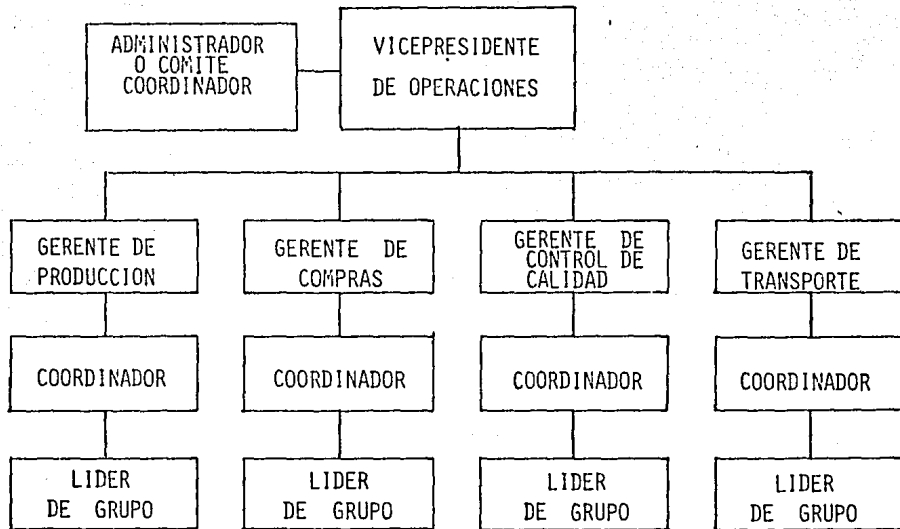 ADMINISTRADOR
O COMITE
COORDINADOR
VICEPRESIDENTE
DE OPERACIONES
GERENTE DE
PRODUCCION
GERENTE DE
COMPRAS
GERENTE DE
CONTROL DE
CALIDAD
GERENTE DE
TRANSPORTE
COORDINADOR
COORDINADOR
COORDINADOR
COORDINADOR
LIDER
DE GRUPO
LIDER
DE GRUPO
LIDER
DE GRUPO
LIDER
DE GRUPO